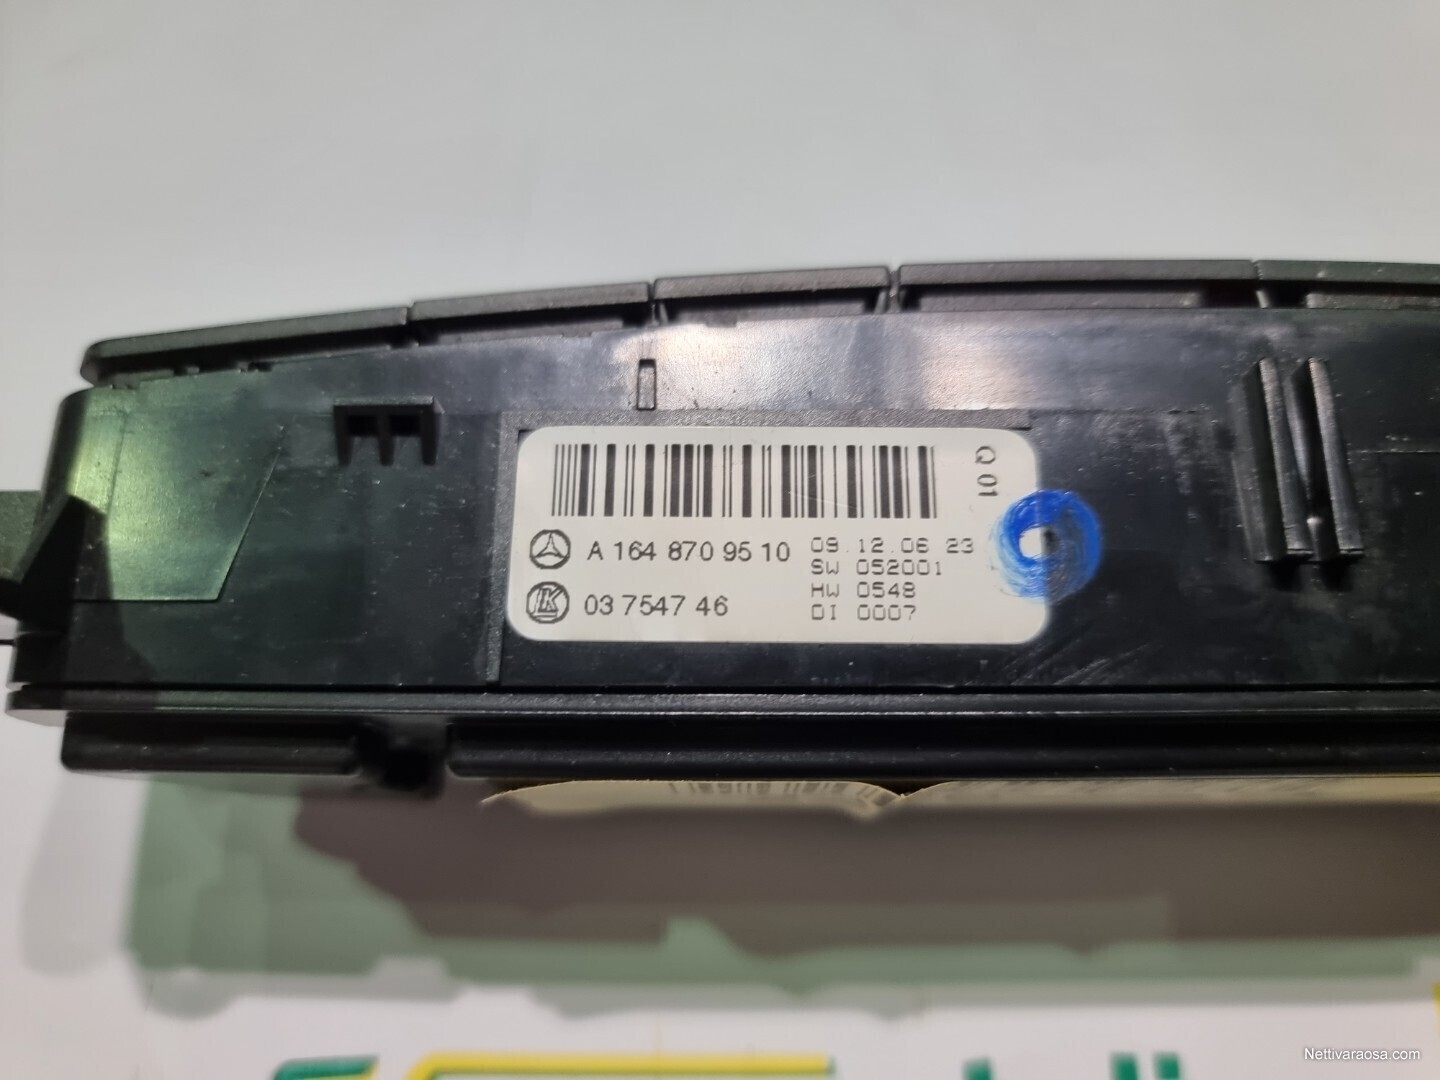 Q 01
A 164 870 95 10
09.12.06 23
SW 052001
HW 0548
DI 0007
03 7547 46
Nettivaraosa.com